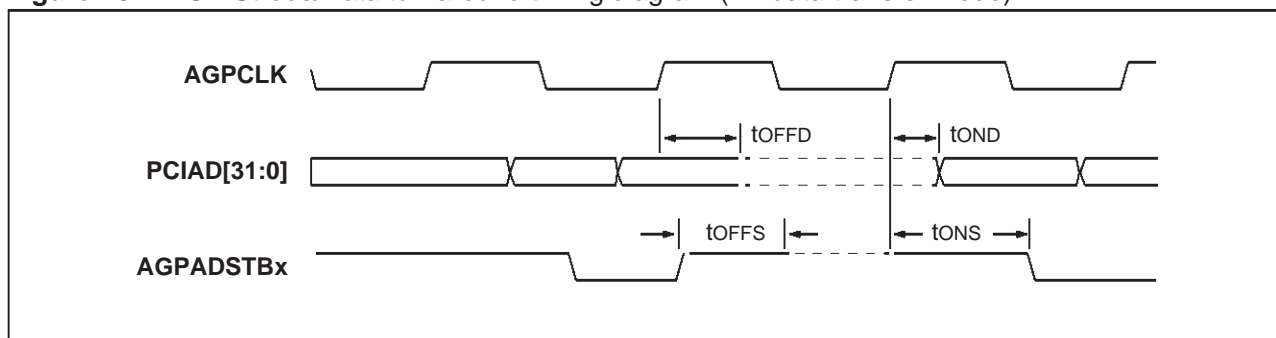 AGPCLK
tOFFD
tOND
PCIAD[31:0]
tOFFS
tONS
AGPADSTBx